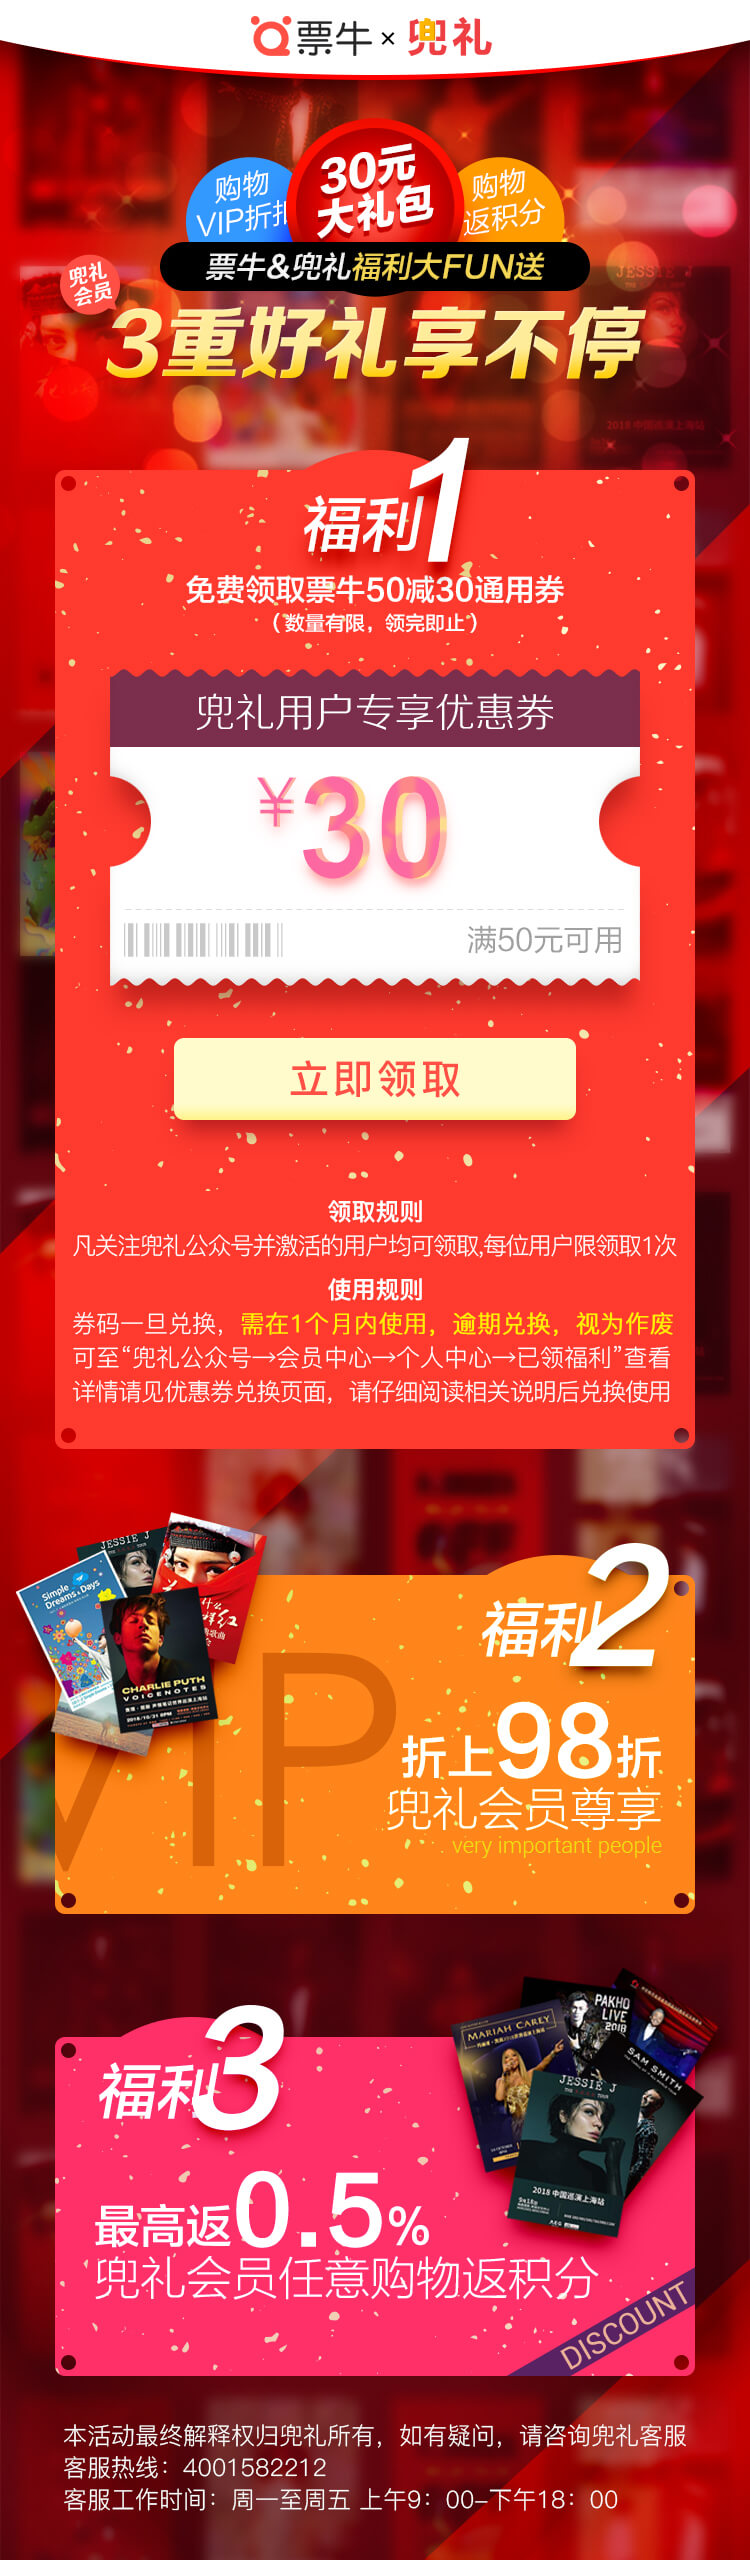 票牛 × 兜礼
购物
VIP折扣
30元
大礼包
购物
返积分
票牛&兜礼福利大FUN送
兜礼
会员
3重好礼享不停
福利1
免费领取票牛50减30通用券
（数量有限，领完即止）
兜礼用户专享优惠券
¥30
满50元可用
立即领取
领取规则
凡关注兜礼公众号并激活的用户均可领取,每位用户限领取1次
使用规则
券码一旦兑换，需在1个月内使用，逾期兑换，视为作废
可至“兜礼公众号→会员中心→个人中心→已领福利”查看
详情请见优惠券兑换页面，请仔细阅读相关说明后兑换使用
JESSIE J
Simple
Dreams&Days
CHARLIE PUTH
VOICENOTES
福利2
VIP
折上98折
兜礼会员尊享
very important people
MARIAH CAREY
PAKHO
LIVE
2018
SAM SMITH
JESSIE J
2018 中国巡演上海站
福利3
最高返0.5%
兜礼会员任意购物返积分
DISCOUNT
本活动最终解释权归兜礼所有，如有疑问，请咨询兜礼客服
客服热线：4001582212
客服工作时间：周一至周五 上午9：00-下午18：00